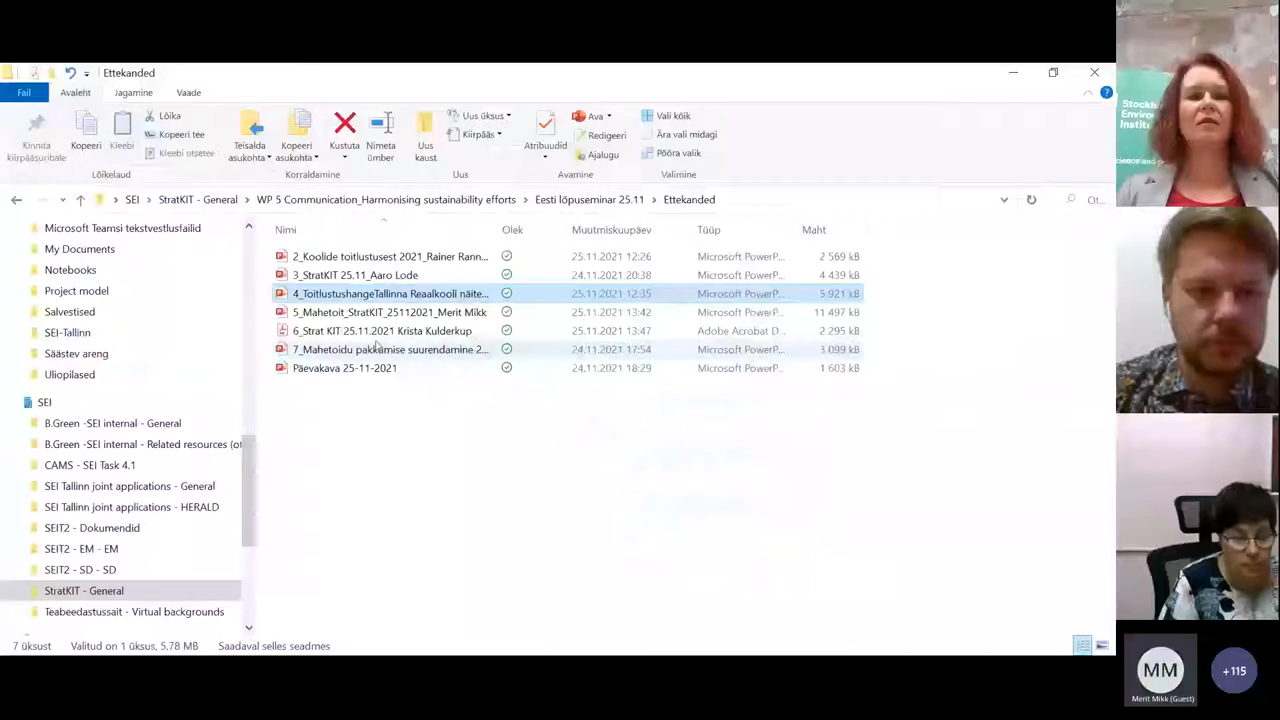 Ettekanded
Fail Avaleht Jagamine Vaade
Kinnita kiirpääsuribale
Kopeeri
Kleebi
Lõika
Kopeeri tee
Kleebi otsetee
Lõikelaud
Teisalda asukohta
Kopeeri asukohta
Kustuta
Nimeta ümber
Korraldamine
Uus kaust
Uus üksus
Kiirpääs
Uus
Atribuudid
Ava
Redigeeri
Ajalugu
Avamine
Vali kõik
Ära vali midagi
Pööra valik
Valimine
SEI > StratKIT - General > WP 5 Communication_Harmonising sustainability efforts > Eesti lõpuseminar 25.11 > Ettekanded
Ot...
Nimi Olek Muutmiskuupäev Tüüp Maht
2_Koolide toitlustusest 2021_Rainer Rann... 25.11.2021 12:26 Microsoft PowerP... 2 569 kB
3_StratKIT 25.11_Aaro Lode 24.11.2021 20:38 Microsoft PowerP... 4 439 kB
4_ToitlustushangeTallinna Reaalkooli näite... 25.11.2021 12:35 Microsoft PowerP... 5 921 kB
5_Mahetoit_StratKIT_25112021_Merit Mikk 25.11.2021 13:42 Microsoft PowerP... 11 497 kB
6_Strat KIT 25.11.2021 Krista Kulderkup 25.11.2021 13:47 Adobe Acrobat D... 2 295 kB
7_Mahetoidu pakkumise suurendamine 2... 24.11.2021 17:54 Microsoft PowerP... 3 099 kB
Päevakava 25-11-2021 24.11.2021 18:29 Microsoft PowerP... 1 603 kB
Microsoft Teamsi tekstvestlusfailid
My Documents
Notebooks
Project model
Salvestised
SEI-Tallinn
Säästev areng
Üliopilased
SEI
B.Green -SEI internal - General
B.Green -SEI internal - Related resources (ot
CAMS - SEI Task 4.1
SEI Tallinn joint applications - General
SEI Tallinn joint applications - HERALD
SEIT2 - Dokumendid
SEIT2 - EM - EM
SEIT2 - SD - SD
StratKIT - General
Teabeedastussait - Virtual backgrounds
7 üksust Valitud on 1 üksus, 5,78 MB Saadaval selles seadmes
Stockh
Environ
Institu
MM
Merit Mikk (Guest)
+115